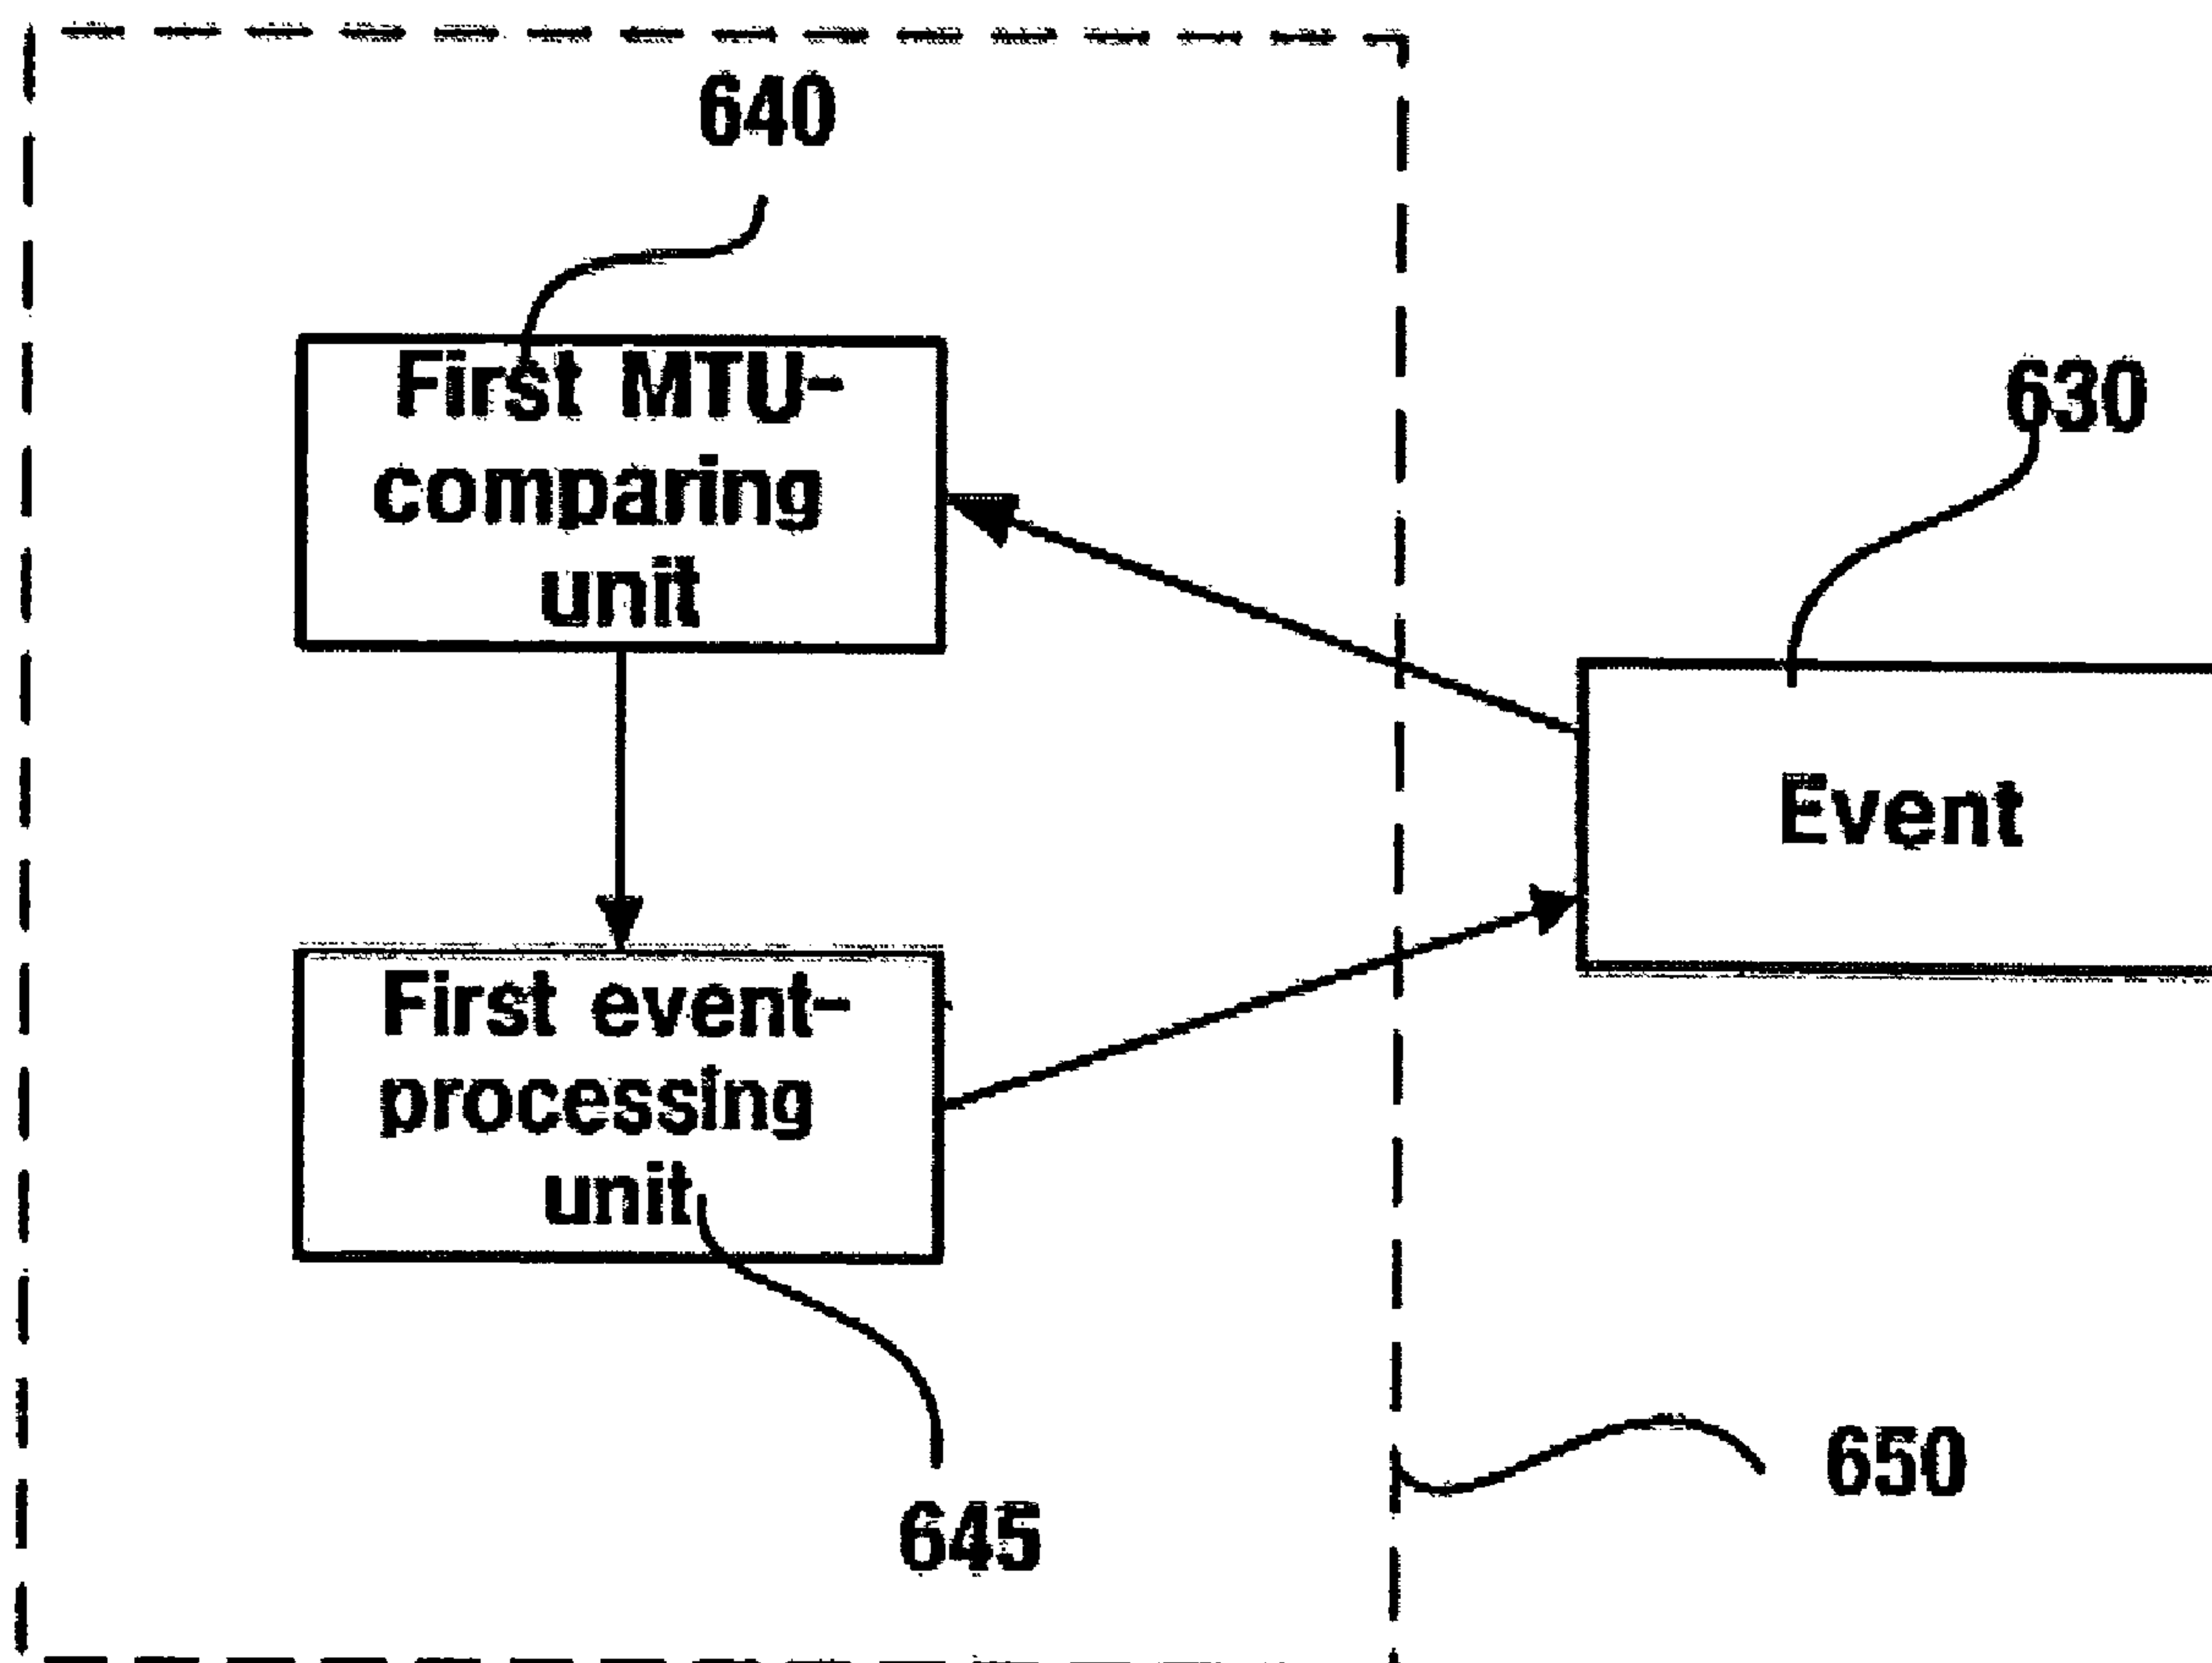 640
First MTU-
comparing
unit
630
Event
First event-
processing
unit
645
650